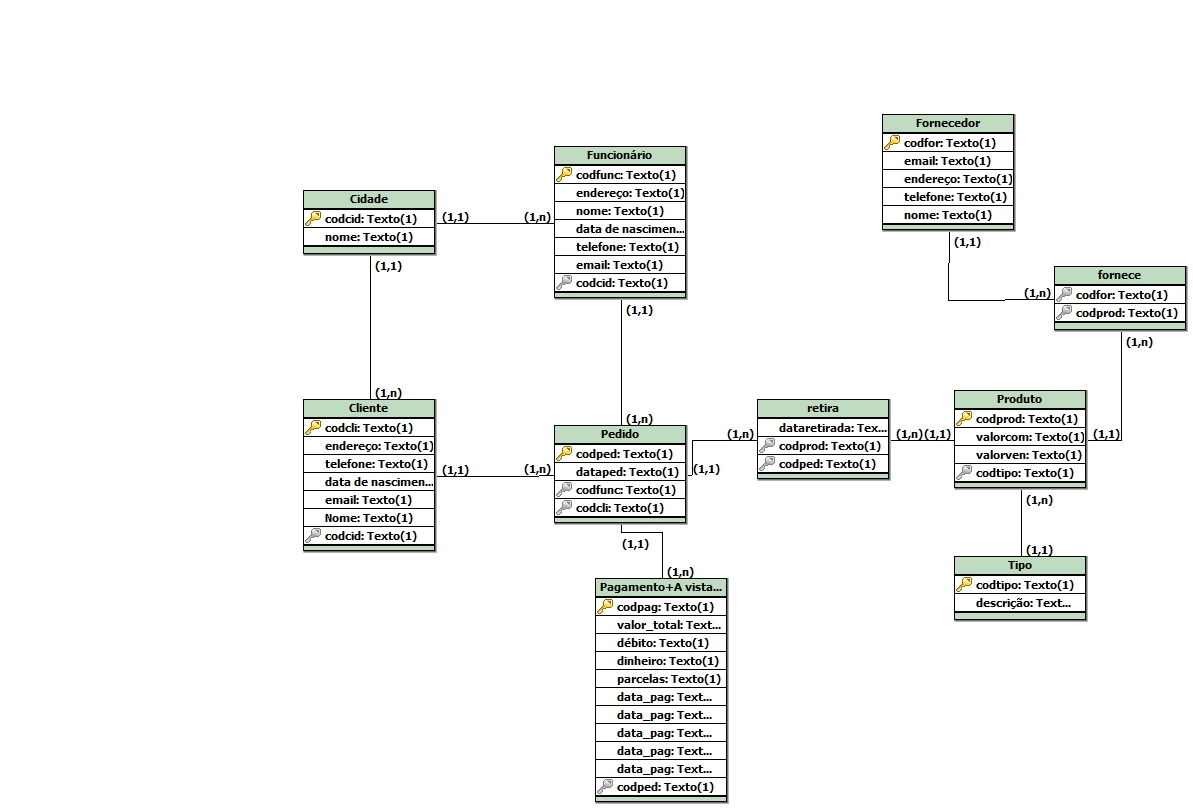 Fornecedor
codfor: Texto(1)
email: Texto(1)
endereço: Texto(1)
telefone: Texto(1)
nome: Texto(1)
(1,1)
Funcionário
codfunc: Texto(1)
endereço: Texto(1)
nome: Texto(1)
data de nascimen...
telefone: Texto(1)
email: Texto(1)
codcid: Texto(1)
(1,1)
Cidade
codcid: Texto(1)
nome: Texto(1)
(1,1)
(1,n)
(1,1)
fornece
codfor: Texto(1)
codprod: Texto(1)
(1,n)
(1,n)
(1,n)
Cliente
codcli: Texto(1)
endereço: Texto(1)
telefone: Texto(1)
data de nascimen...
email: Texto(1)
Nome: Texto(1)
codcid: Texto(1)
(1,1)
(1,n)
(1,n)
Pedido
codped: Texto(1)
dataped: Texto(1)
codfunc: Texto(1)
codcli: Texto(1)
(1,1)
(1,1)
(1,n)
retira
dataretirada: Tex...
codprod: Texto(1)
codped: Texto(1)
(1,n)(1,1)
Produto
codprod: Texto(1)
valorcom: Texto(1)
valorven: Texto(1)
codtipo: Texto(1)
(1,1)
(1,n)
(1,1)
Tipo
codtipo: Texto(1)
descrição: Text...
(1,n)
Pagamento+A vista...
codpag: Texto(1)
valor_total: Text...
débito: Texto(1)
dinheiro: Texto(1)
parcelas: Texto(1)
data_pag: Text...
data_pag: Text...
data_pag: Text...
data_pag: Text...
data_pag: Text...
codped: Texto(1)